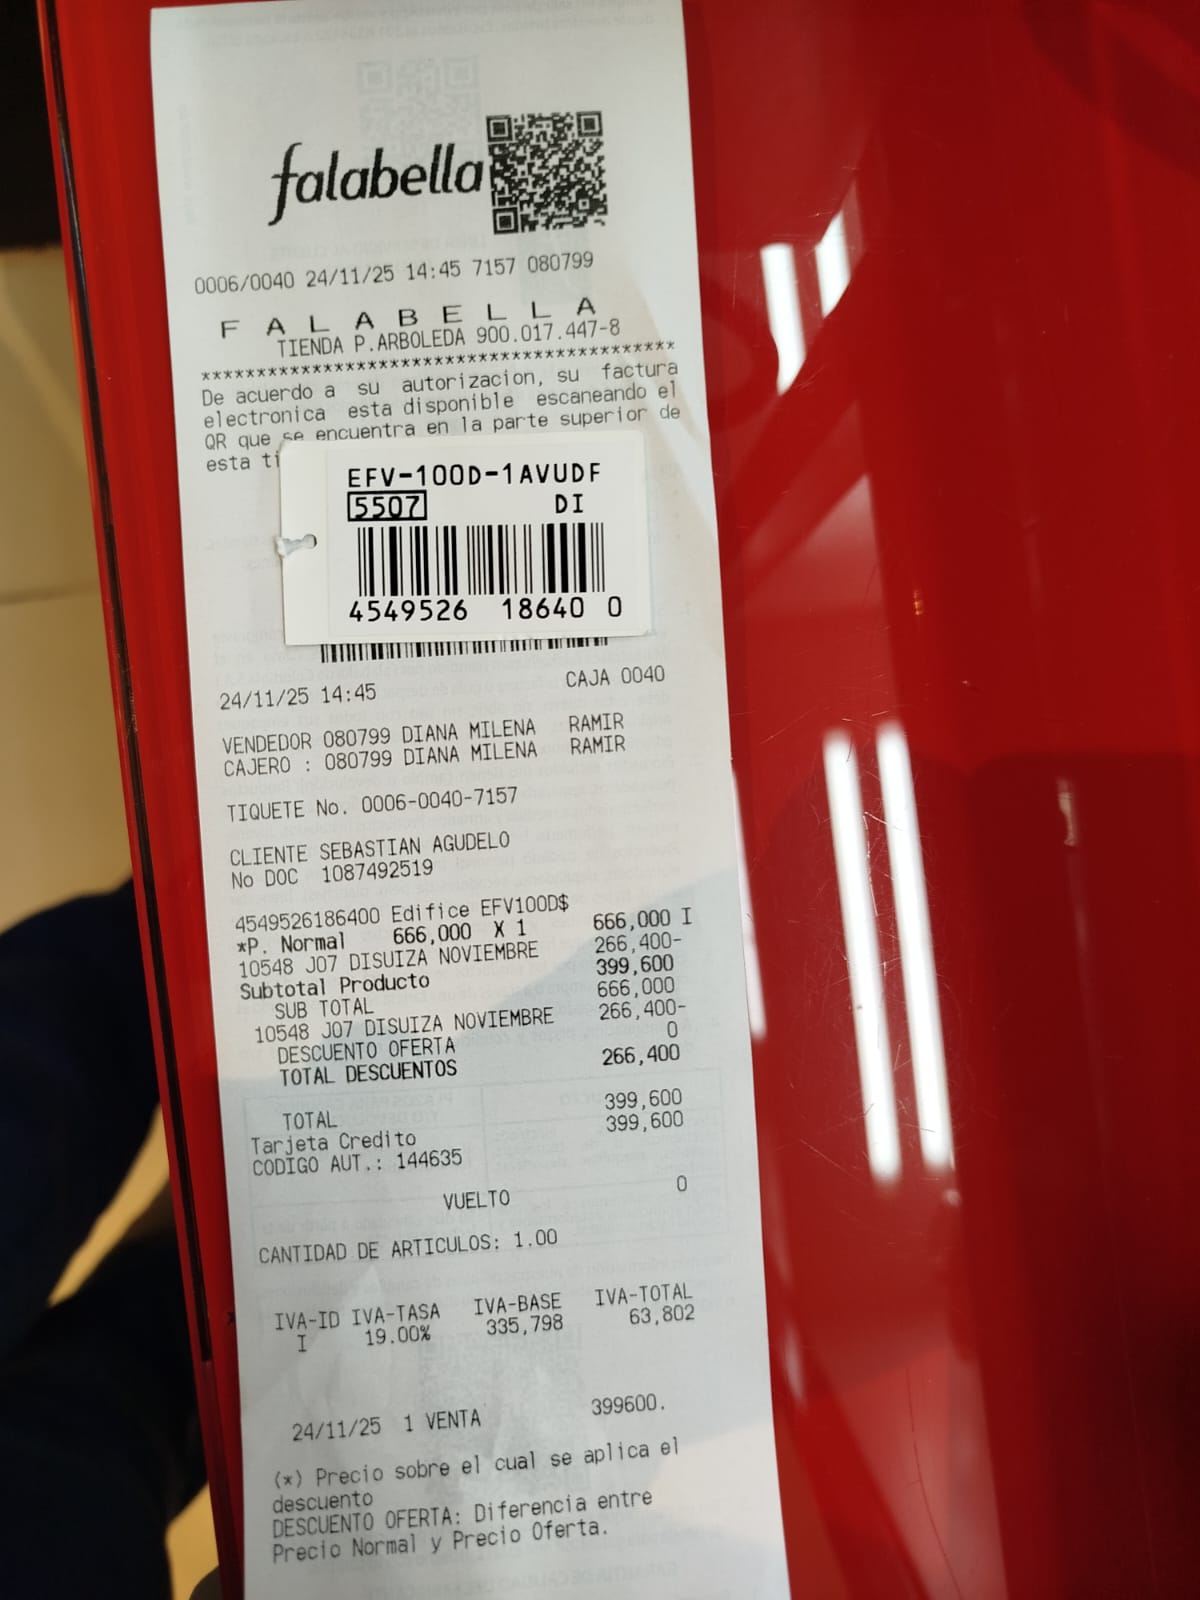 falabella
0006/0040 24/11/25 14:45 7157 080799
F A L A B E L L A
TIENDA P.ARBOLEDA 900.017.447-8
*******************************************
De acuerdo a su autorizacion, su factura
electronica esta disponible escaneando el
QR que se encuentra en la parte superior de
esta
EFV-100D-1AVUDF
5507 DI
4549526 18640 0
24/11/25 14:45 CAJA 0040
VENDEDOR 080799 DIANA MILENA RAMIR
CAJERO : 080799 DIANA MILENA RAMIR
TIQUETE No. 0006-0040-7157
CLIENTE SEBASTIAN AGUDELO
No DOC 1087492519
4549526186400 Edifice EFV100D$
*P. Normal 666,000 X 1 666,000 I
10548 J07 DISUIZA NOVIEMBRE 266,400-
Subtotal Producto 399,600
SUB TOTAL 666,000
10548 J07 DISUIZA NOVIEMBRE 266,400-
DESCUENTO OFERTA 0
TOTAL DESCUENTOS 266,400
TOTAL 399,600
Tarjeta Credito 399,600
CODIGO AUT.: 144635
VUELTO 0
CANTIDAD DE ARTICULOS: 1.00
IVA-ID IVA-TASA IVA-BASE IVA-TOTAL
I 19.00% 335,798 63,802
24/11/25 1 VENTA 399600.
(*) Precio sobre el cual se aplica el
descuento
DESCUENTO OFERTA: Diferencia entre
Precio Normal y Precio Oferta.